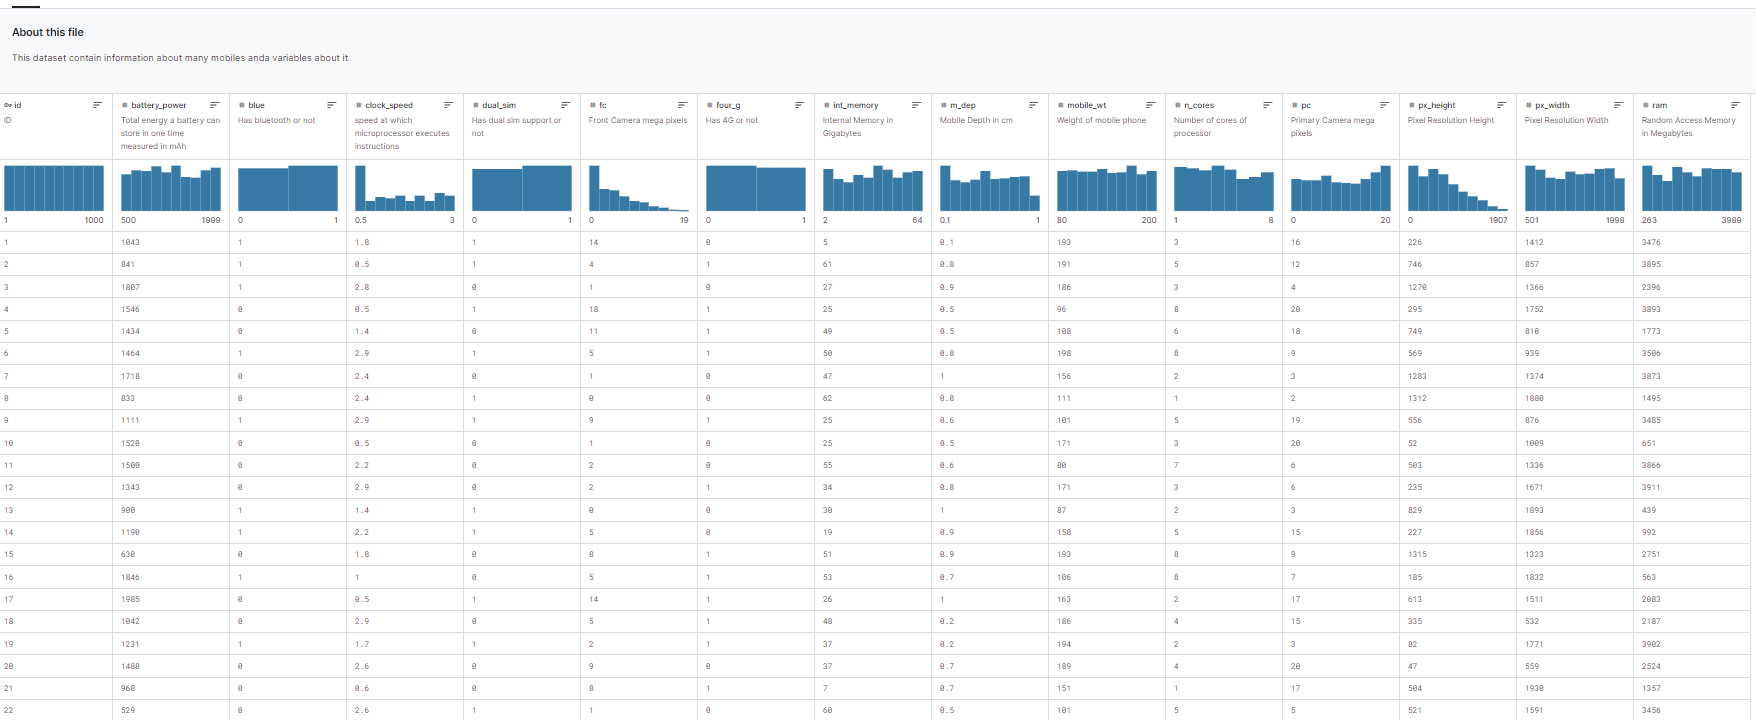 About this file
This dataset contain information about many mobiles anda variables about it
id battery_power blue clock_speed dual_sim fc four_g int_memory m_dep mobile_wt n_cores pc px_height px_width ram
ID Total energy a battery can Has bluetooth or not speed at which Has dual sim support or Front Camera mega pixels Has 4G or not Internal Memory in Mobile Depth in cm Weight of mobile phone Number of cores of Primary Camera mega Pixel Resolution Height Pixel Resolution Width Random Access Memory
store in one time microprocessor executes not Gigabytes processor pixels in Megabytes
measured in mAh instructions
1 1000 500 1999 0 1 0.5 3 0 1 0 19 0 1 2 64 0.1 1 80 200 1 8 0 20 0 1907 501 1998 263 3989
1 1043 1 1.8 1 14 0 5 0.1 193 3 16 226 1412 3476
2 841 1 0.5 1 4 1 61 0.8 191 5 12 746 857 3895
3 1807 1 2.8 0 1 0 27 0.9 186 3 4 1270 1366 2396
4 1546 0 0.5 1 18 1 25 0.5 96 8 20 295 1752 3893
5 1434 0 1.4 0 11 1 49 0.5 108 6 18 749 810 1773
6 1464 1 2.9 1 5 1 50 0.8 198 8 9 569 939 3506
7 1718 0 2.4 0 1 0 47 1 156 2 3 1283 1374 3873
8 833 0 2.4 1 0 0 62 0.8 111 1 2 1312 1880 1495
9 1111 1 2.9 1 9 1 25 0.6 101 5 19 556 876 3485
10 1520 0 0.5 0 1 0 25 0.5 171 3 20 52 1009 651
11 1500 0 2.2 0 2 0 55 0.6 80 7 6 503 1336 3866
12 1343 0 2.9 0 2 1 34 0.8 171 3 6 235 1671 3911
13 900 1 1.4 1 0 0 30 1 87 2 3 829 1893 439
14 1190 1 2.2 1 5 0 19 0.9 158 5 15 227 1856 992
15 630 0 1.8 0 8 1 51 0.9 193 8 9 1315 1323 2751
16 1846 1 1 0 5 1 53 0.7 106 8 7 185 1832 563
17 1985 0 0.5 1 14 1 26 1 163 2 17 613 1511 2083
18 1042 0 2.9 0 5 1 48 0.2 186 4 15 335 532 2187
19 1231 1 1.7 1 2 1 37 0.2 194 2 3 82 1771 3902
20 1488 0 2.6 0 9 0 37 0.7 189 4 20 47 559 2524
21 968 0 0.6 0 8 1 7 0.7 151 1 17 504 1930 1357
22 529 0 2.6 1 1 0 60 0.5 101 5 5 521 1591 3456